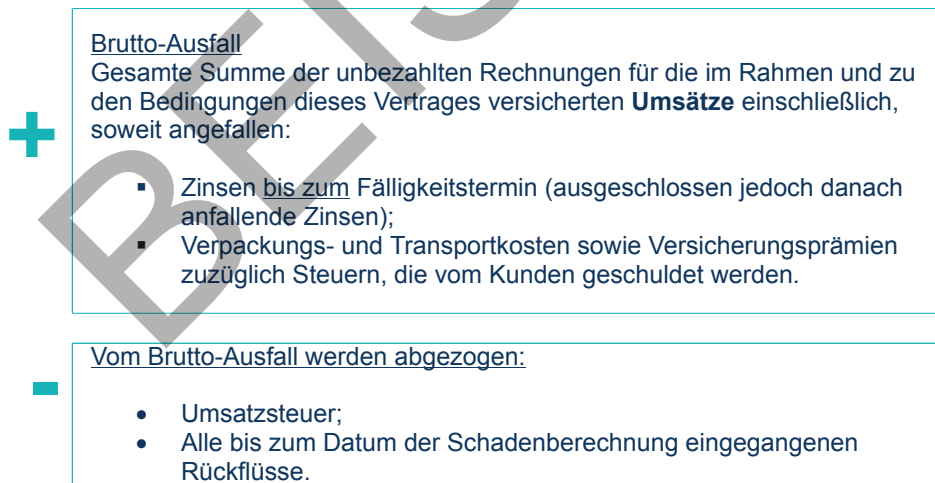 Brutto-Ausfall
Gesamte Summe der unbezahlten Rechnungen für die im Rahmen und zu
den Bedingungen dieses Vertrages versicherten Umsätze einschließlich,
soweit angefallen:
+
▪ Zinsen bis zum Fälligkeitstermin (ausgeschlossen jedoch danach
anfallende Zinsen);
▪ Verpackungs- und Transportkosten sowie Versicherungsprämien
zuzüglich Steuern, die vom Kunden geschuldet werden.
Vom Brutto-Ausfall werden abgezogen:
-
• Umsatzsteuer;
• Alle bis zum Datum der Schadenberechnung eingegangenen
Rückflüsse.